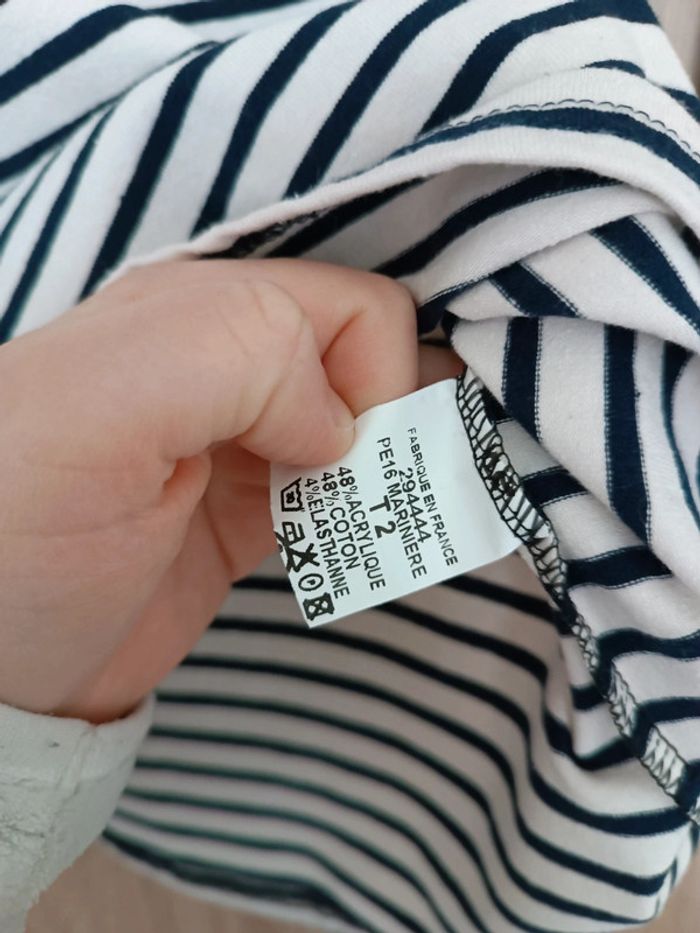 FABRIQUE EN FRANCE
294444
PE16 MARINIERE
T 2
48%ACRYLIQUE
48%COTON
4%ELASTHANNE